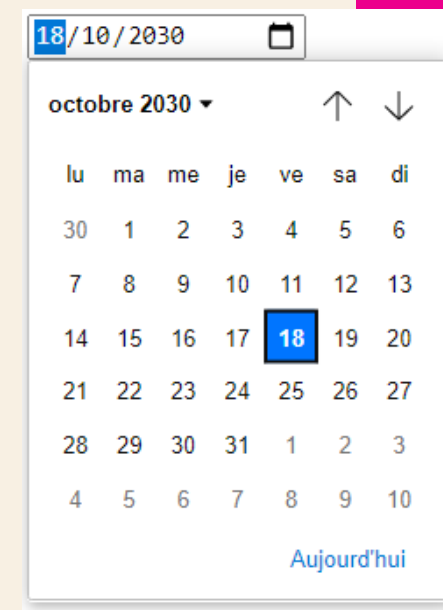 18/10/2030
octobre 2030
lu ma me je ve sa di
30 1 2 3 4 5 6
7 8 9 10 11 12 13
14 15 16 17 18 19 20
21 22 23 24 25 26 27
28 29 30 31 1 2 3
4 5 6 7 8 9 10
Aujourd'hui